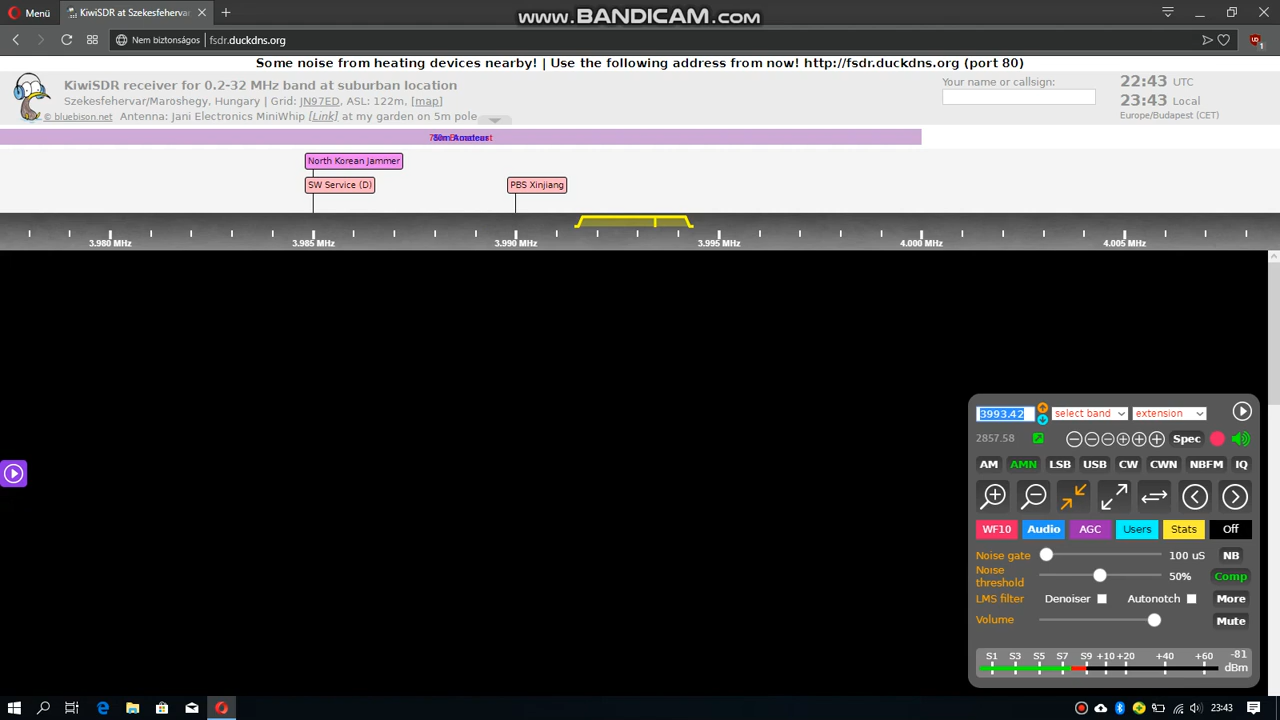 Menü
KiwiSDR at Szekesfehervar
www.BANDICAM.com
Nem biztonságos
fsdr.duckdns.org
1
Some noise from heating devices nearby! | Use the following address from now! http://fsdr.duckdns.org (port 80)
KiwiSDR receiver for 0.2-32 MHz band at suburban location
Szekesfehervar/Maroshegy, Hungary | Grid: JN97ED, ASL: 122m, [map]
© bluebison.net
Antenna: Jani Electronics MiniWhip [Link] at my garden on 5m pole
Your name or callsign:
22:43 UTC
23:43 Local
Europe/Budapest (CET)
North Korean Jammer
SW Service (D)
PBS Xinjiang
3.980 MHz
3.985 MHz
3.990 MHz
3.995 MHz
4.000 MHz
4.005 MHz
3993.42
select band
extension
2857.58
Spec
AM
AMN
LSB
USB
CW
CWN
NBFM
IQ
WF10
Audio
AGC
Users
Stats
Off
Noise gate
100 uS
NB
Noise threshold
50%
Comp
LMS filter
Denoiser
Autonotch
More
Volume
Mute
S1 S3 S5 S7 S9 +10 +20 +40 +60
-81 dBm
23:43